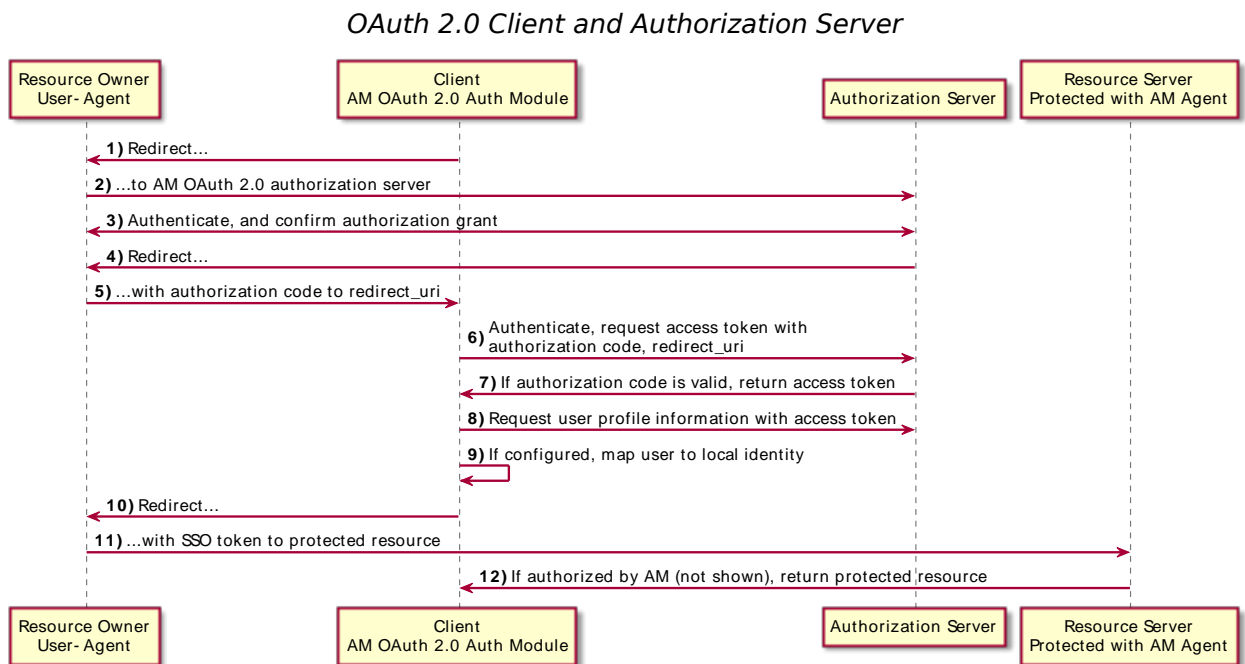 OAuth 2.0 Client and Authorization Server
Resource Owner
User-Agent
Client
AM OAuth 2.0 Auth Module
Authorization Server
Resource Server
Protected with AM Agent
1) Redirect...
2) ...to AM OAuth 2.0 authorization server
3) Authenticate, and confirm authorization grant
4) Redirect...
5) ...with authorization code to redirect_uri
6) Authenticate, request access token with
authorization code, redirect_uri
7) If authorization code is valid, return access token
8) Request user profile information with access token
9) If configured, map user to local identity
10) Redirect...
11) ...with SSO token to protected resource
12) If authorized by AM (not shown), return protected resource
Resource Owner
User-Agent
Client
AM OAuth 2.0 Auth Module
Authorization Server
Resource Server
Protected with AM Agent